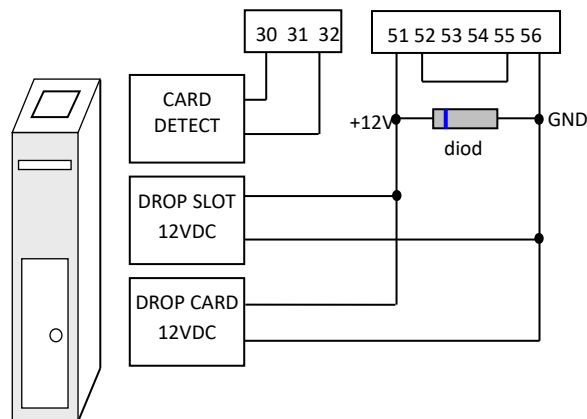 30 31 32
51 52 53 54 55 56
CARD
DETECT
+12V
GND
diod
DROP SLOT
12VDC
DROP CARD
12VDC